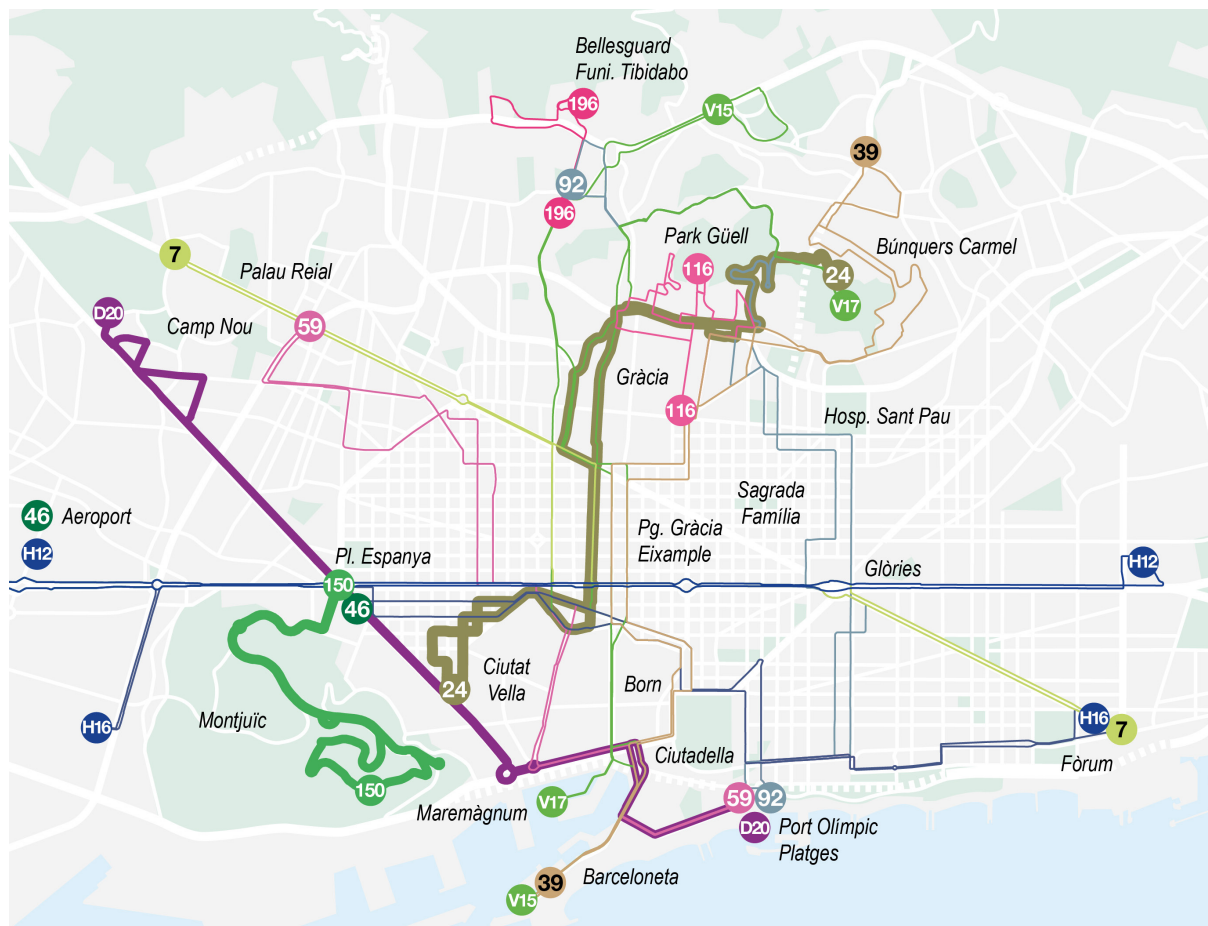 Bellesguard
Funi. Tibidabo
196
V15
39
92
196
Park Güell
Búnquers Carmel
7
Palau Reial
116
24
V17
D20
Camp Nou
59
Gràcia
116
Hosp. Sant Pau
Sagrada
Família
46
Aeroport
Pg. Gràcia
Eixample
H12
Pl. Espanya
Glòries
H12
150
46
Ciutat
Vella
24
Born
Montjuïc
H16
H16
7
Ciutadella
Fòrum
150
Maremàgnum
V17
59
92
D20
Port Olímpic
Platges
39
Barceloneta
V15